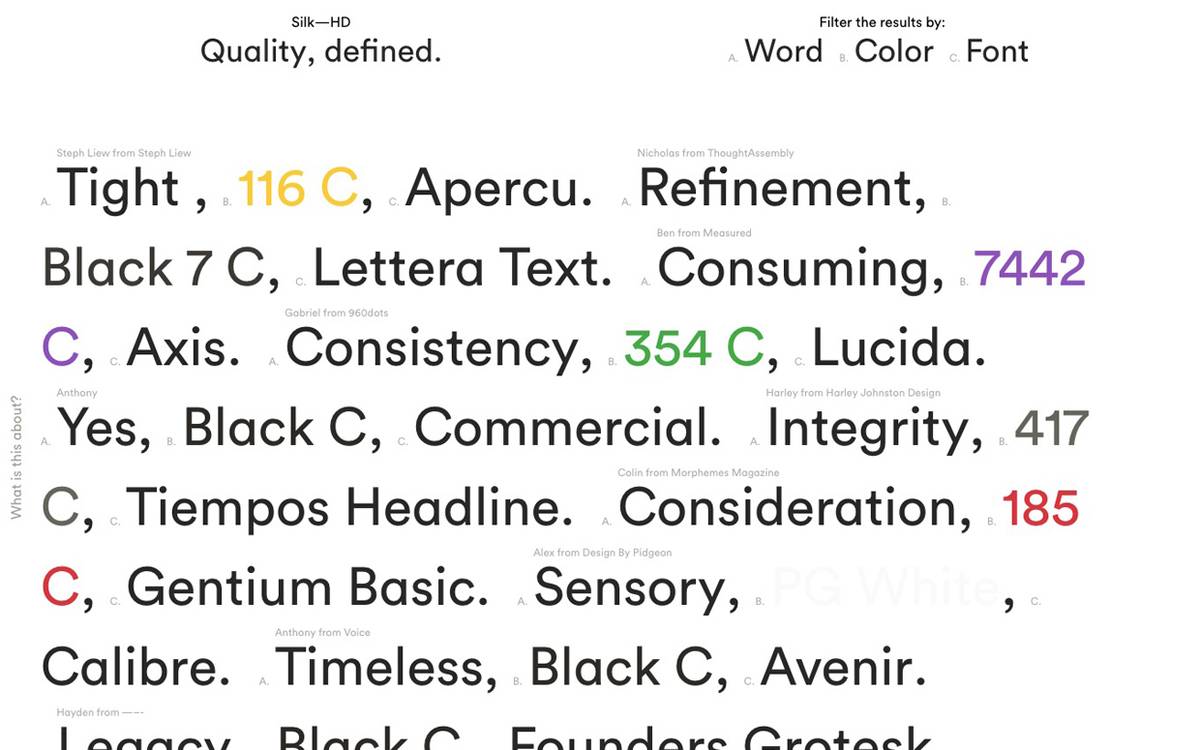 Silk—HD
Quality, defined.
Filter the results by:
A. Word B. Color C. Font
What is this about?
Steph Liew from Steph Liew
Nicholas from ThoughtAssembly
A. Tight , B. 116 C, C. Apercu. A. Refinement, B.
Ben from Measured
Black 7 C, C. Lettera Text. A. Consuming, B. 7442
Gabriel from 960dots
C, C. Axis. A. Consistency, B. 354 C, C. Lucida.
Anthony
Harley from Harley Johnston Design
A. Yes, B. Black C, C. Commercial. A. Integrity, B. 417
Colin from Morphemes Magazine
C, C. Tiempos Headline. A. Consideration, B. 185
Alex from Design By Pidgeon
C, C. Gentium Basic. A. Sensory, B. PG White, C.
Anthony from Voice
Calibre. A. Timeless, B. Black C, C. Avenir.
Hayden from ——-
Legacy, Black C, Founders Grotesk